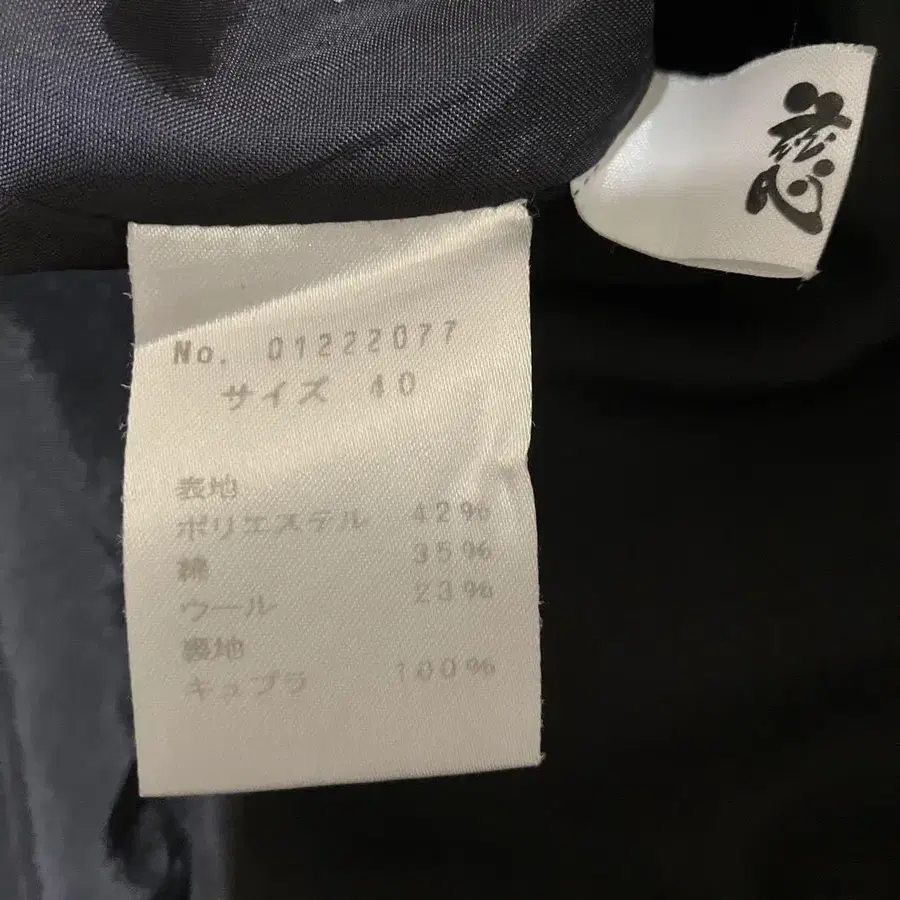 No. 01222077
サイズ 40
表地
ポリエステル 42%
綿 35%
ウール 23%
裏地
キュプラ 100%